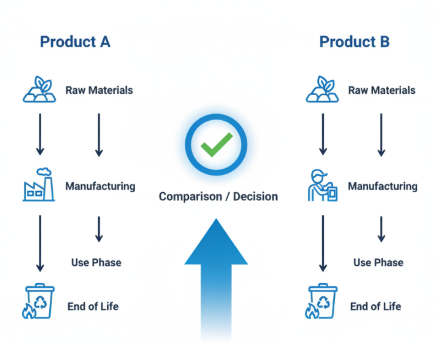 Product A
Product B
Raw Materials
Raw Materials
Manufacturing
Manufacturing
Comparison / Decision
Use Phase
Use Phase
End of Life
End of Life